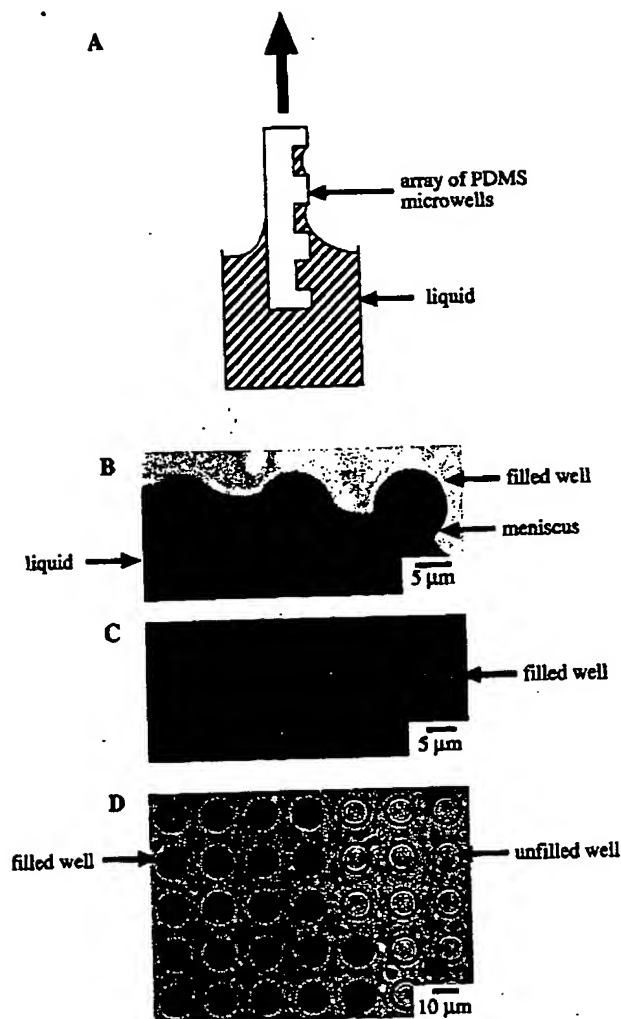 A
array of PDMS
microwells
liquid
B
filled well
meniscus
liquid
5 μm
C
filled well
5 μm
D
filled well
unfilled well
10 μm